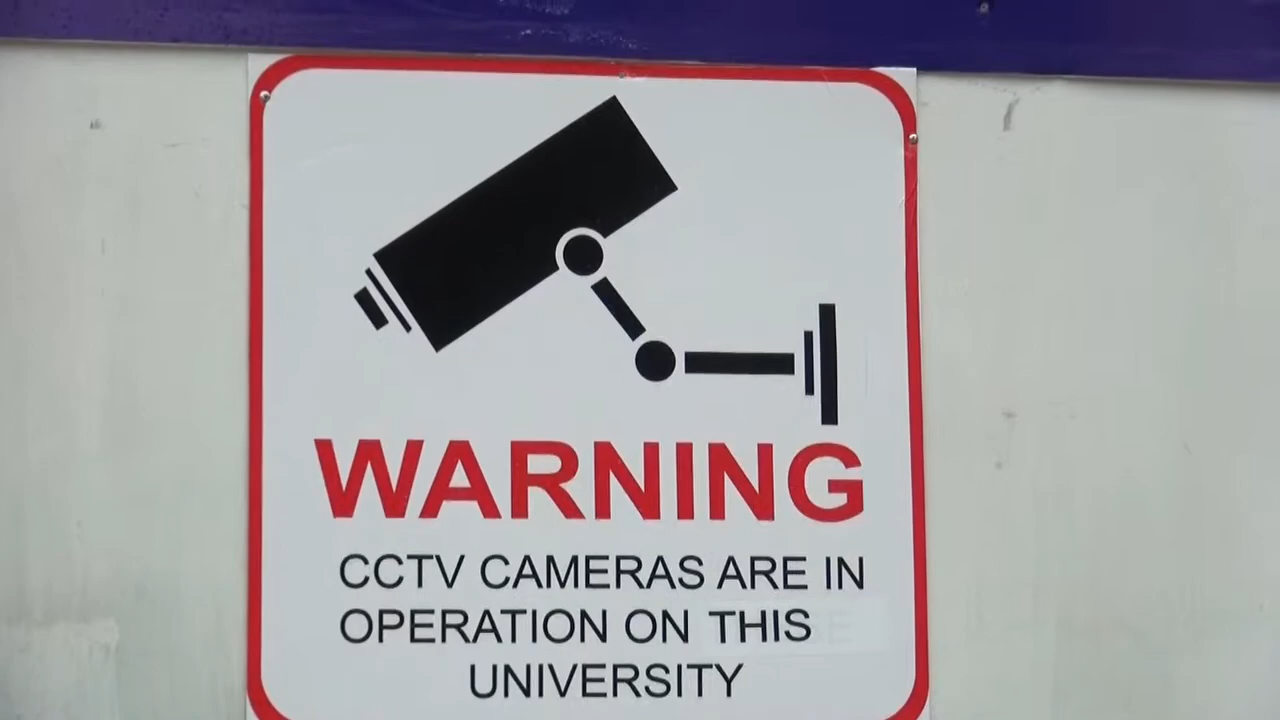 WARNING
CCTV CAMERAS ARE IN
OPERATION ON THIS
UNIVERSITY